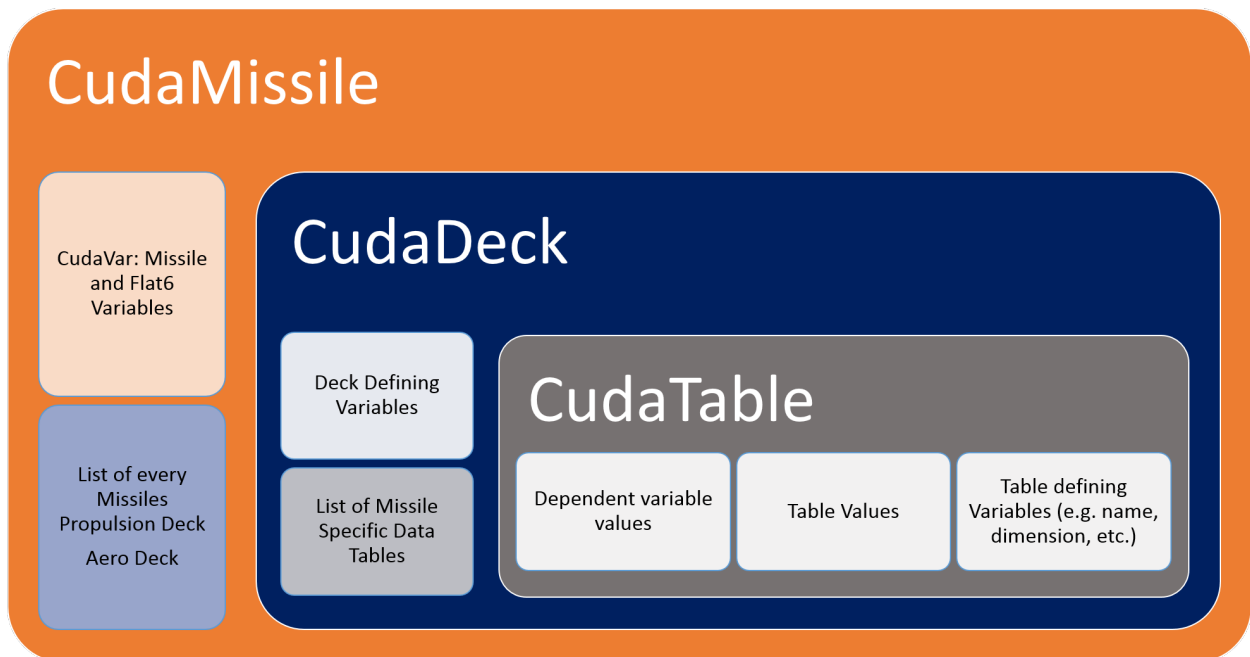 CudaMissile
CudaVar: Missile
and Flat6
Variables
List of every
Missiles
Propulsion Deck
Aero Deck
CudaDeck
Deck Defining
Variables
List of Missile
Specific Data
Tables
CudaTable
Dependent variable
values
Table Values
Table defining
Variables (e.g. name,
dimension, etc.)